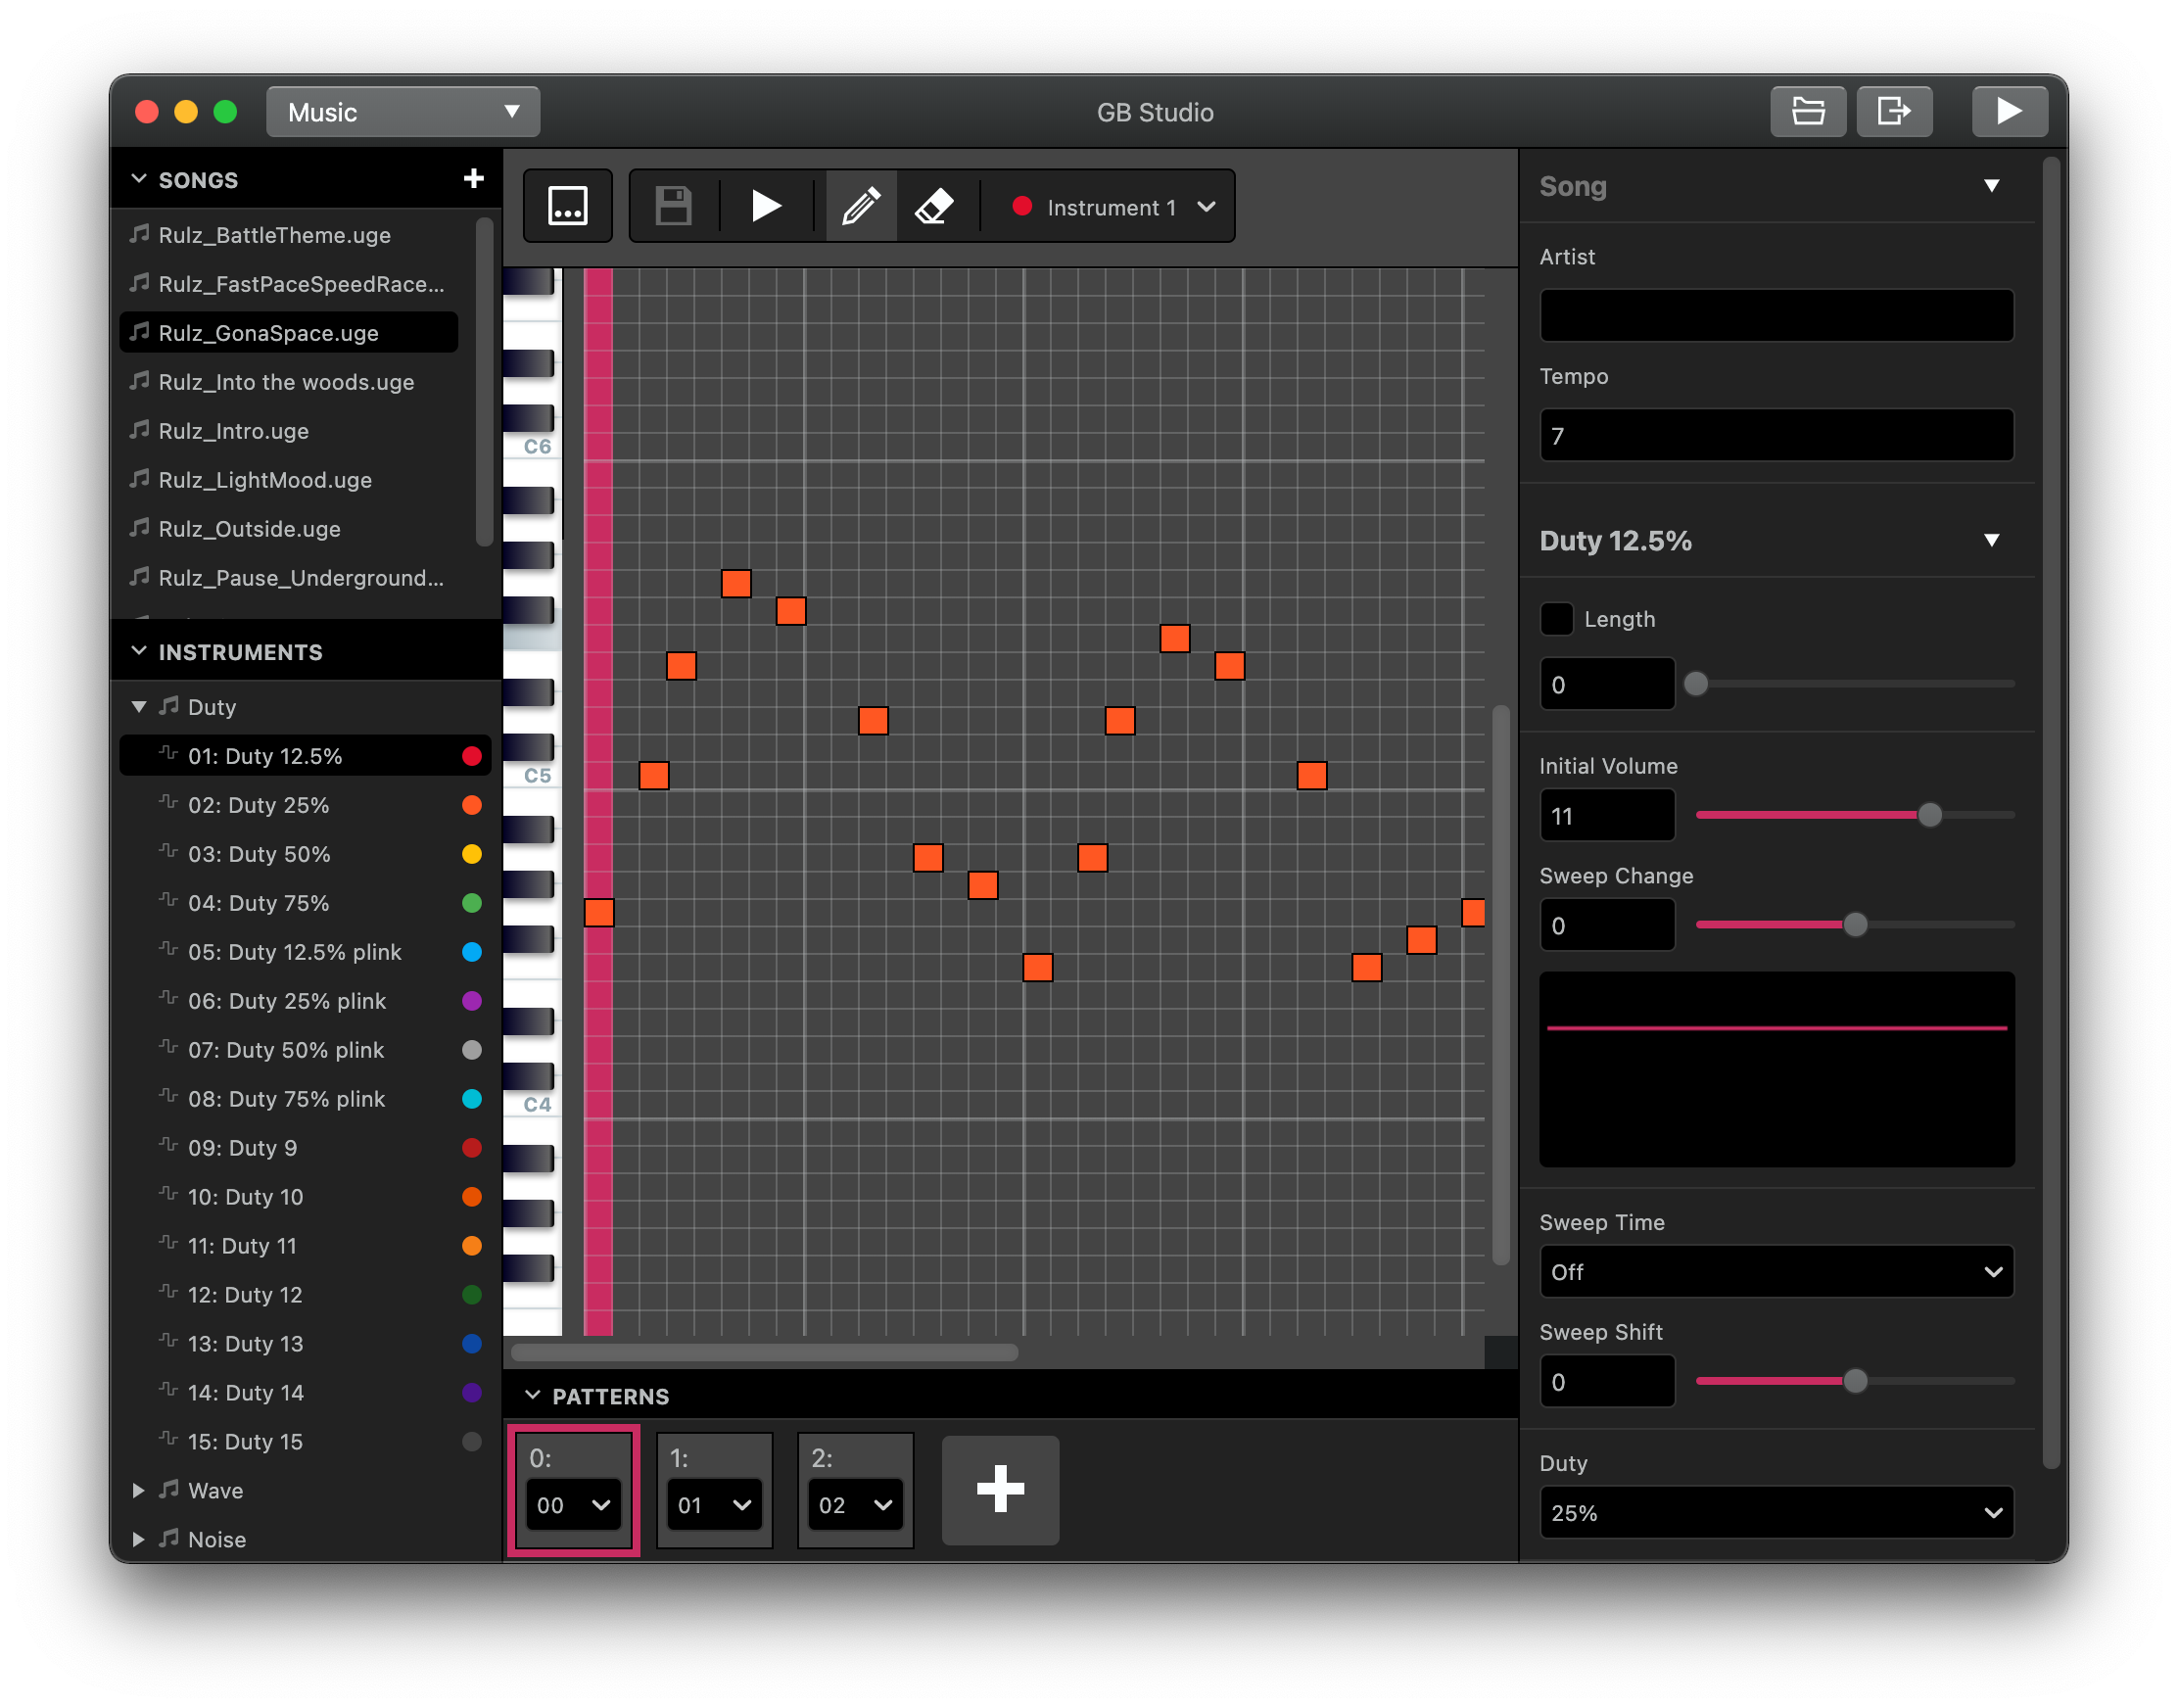 Music
GB Studio
SONGS
Rulz_BattleTheme.uge
Rulz_FastPaceSpeedRace...
Rulz_GonaSpace.uge
Rulz_Into the woods.uge
Rulz_Intro.uge
Rulz_LightMood.uge
Rulz_Outside.uge
Rulz_Pause_Underground...
INSTRUMENTS
Duty
01: Duty 12.5%
02: Duty 25%
03: Duty 50%
04: Duty 75%
05: Duty 12.5% plink
06: Duty 25% plink
07: Duty 50% plink
08: Duty 75% plink
09: Duty 9
10: Duty 10
11: Duty 11
12: Duty 12
13: Duty 13
14: Duty 14
15: Duty 15
Wave
Noise
Instrument 1
C6
C5
C4
PATTERNS
0:
00
1:
01
2:
02
Song
Artist
Tempo
7
Duty 12.5%
Length
0
Initial Volume
11
Sweep Change
0
Sweep Time
Off
Sweep Shift
0
Duty
25%